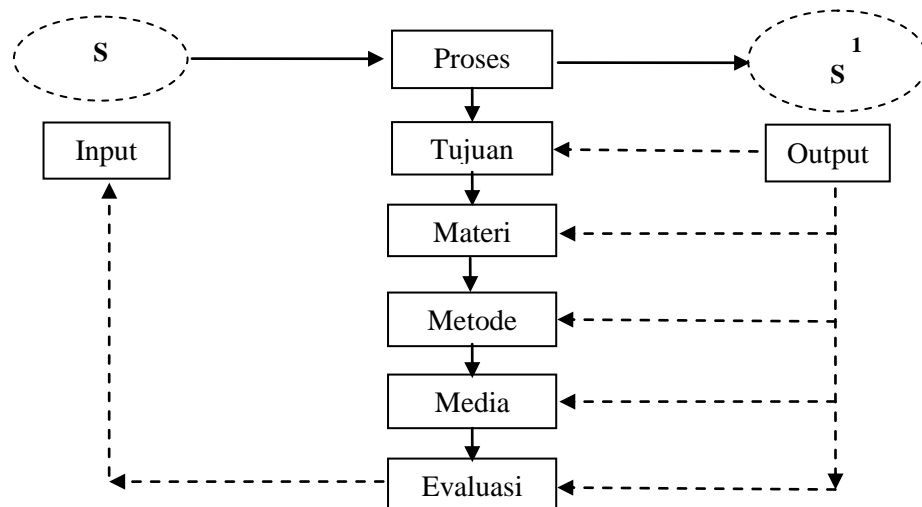 S
Proses
1
S
Input
Tujuan
Output
Materi
Metode
Media
Evaluasi